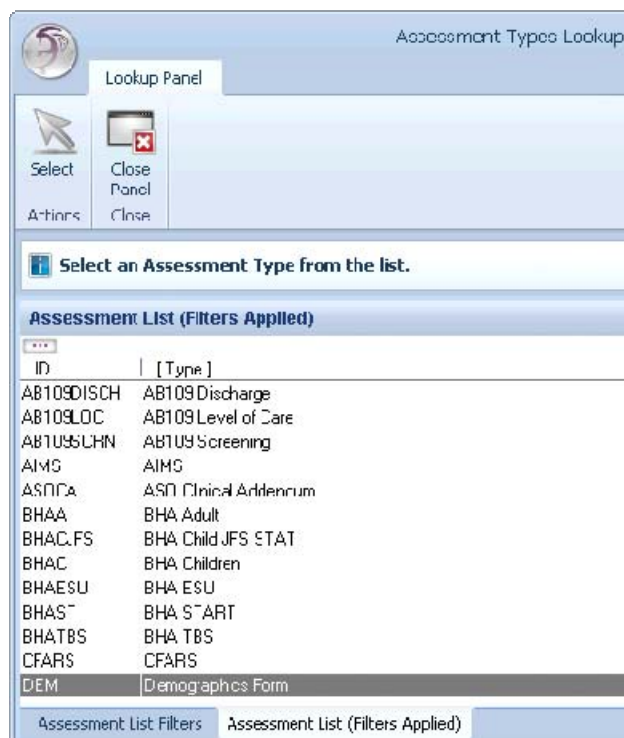 Assessment Types Lookup
Lookup Panel
Select
Close Panel
Actions
Close
Select an Assessment Type from the list.
Assessment List (Filters Applied)
ID [Type]
AB109DISCH AB109 Discharge
AB109LOC AB109 Level of Care
AB109SCRN AB109 Screening
AIMS AIMS
ASOCA ASO Clinical Addendum
BHAA BHA Adult
BHACJFS BHA Child JFS STAT
BHAC BHA Children
BHAESU BHA ESU
BHAST BHA START
BHATBS BHA TBS
CFARS CFARS
DEM Demographics Form
Assessment List Filters Assessment List (Filters Applied)